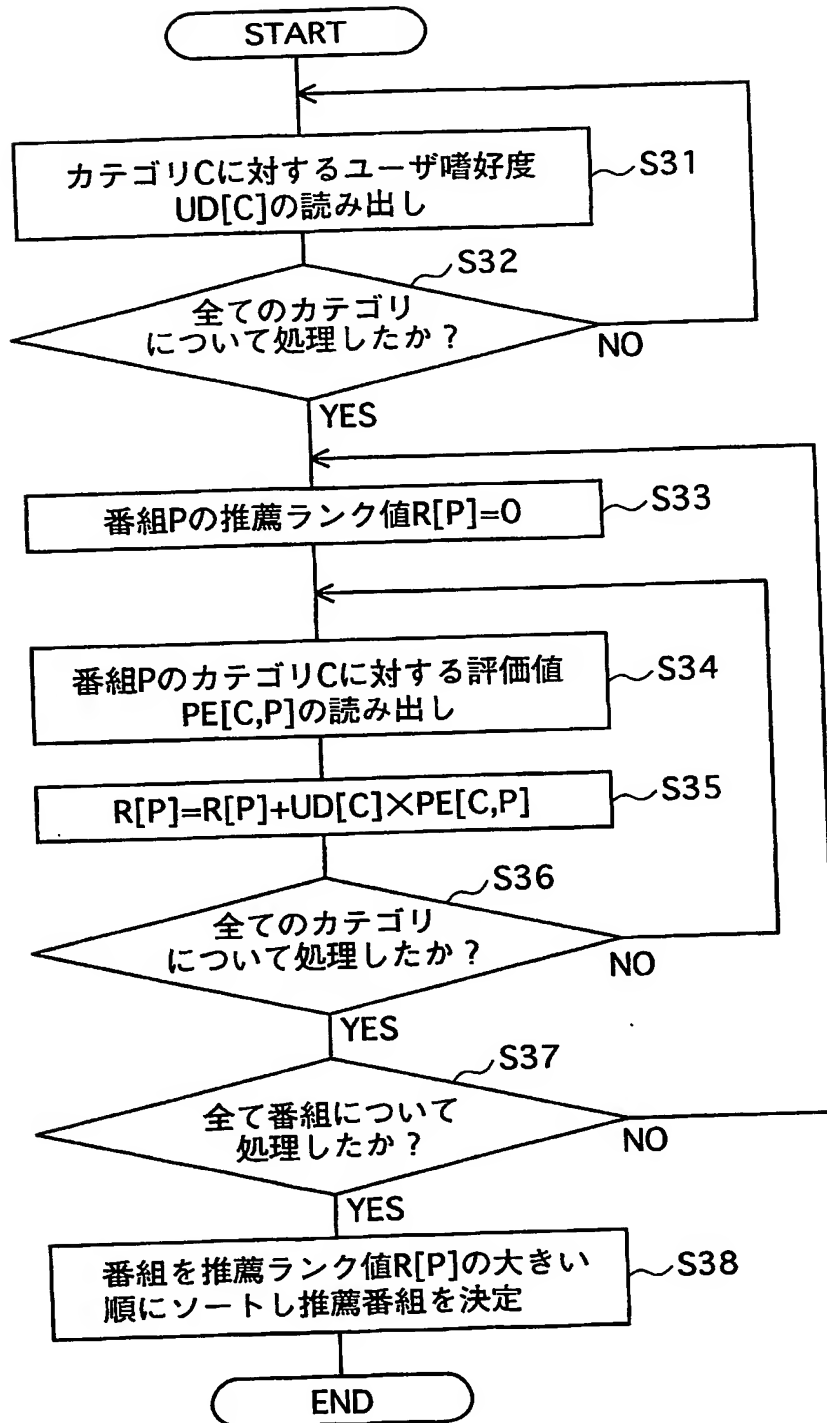 START
カテゴリCに対するユーザ嗜好度
UD[C]の読み出し
S31
S32
全てのカテゴリ
について処理したか?
NO
YES
番組Pの推薦ランク値R[P]=0
S33
番組PのカテゴリCに対する評価値
PE[C,P]の読み出し
S34
R[P]=R[P]+UD[C]×PE[C,P]
S35
S36
全てのカテゴリ
について処理したか?
NO
YES
S37
全て番組について
処理したか?
NO
YES
番組を推薦ランク値R[P]の大きい
順にソートし推薦番組を決定
S38
END